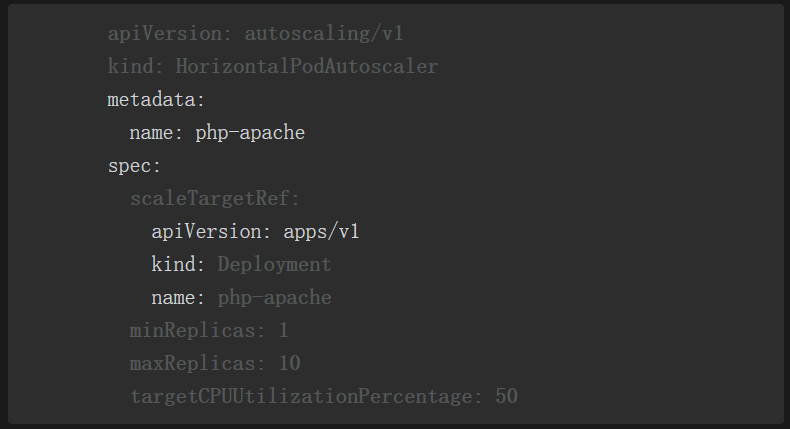 apiVersion: autoscaling/v1
kind: HorizontalPodAutoscaler
metadata:
  name: php-apache
spec:
  scaleTargetRef:
    apiVersion: apps/v1
    kind: Deployment
    name: php-apache
  minReplicas: 1
  maxReplicas: 10
  targetCPUUtilizationPercentage: 50